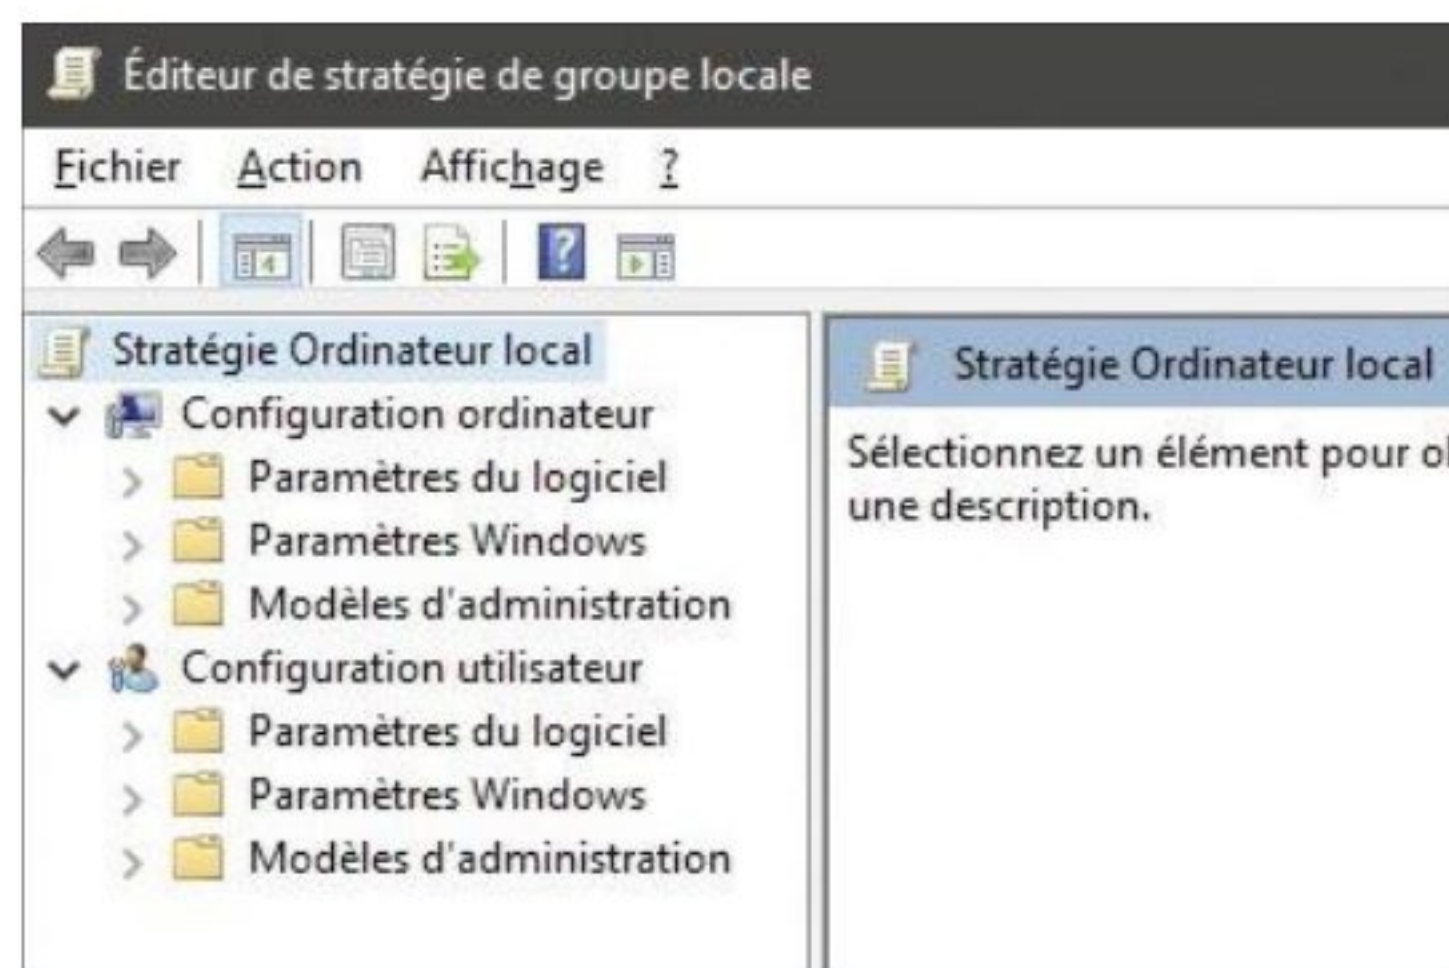 Éditeur de stratégie de groupe locale
Fichier Action Affichage ?
Stratégie Ordinateur local
Configuration ordinateur
Paramètres du logiciel
Paramètres Windows
Modèles d'administration
Configuration utilisateur
Paramètres du logiciel
Paramètres Windows
Modèles d'administration
Stratégie Ordinateur local
Sélectionnez un élément pour
une description.